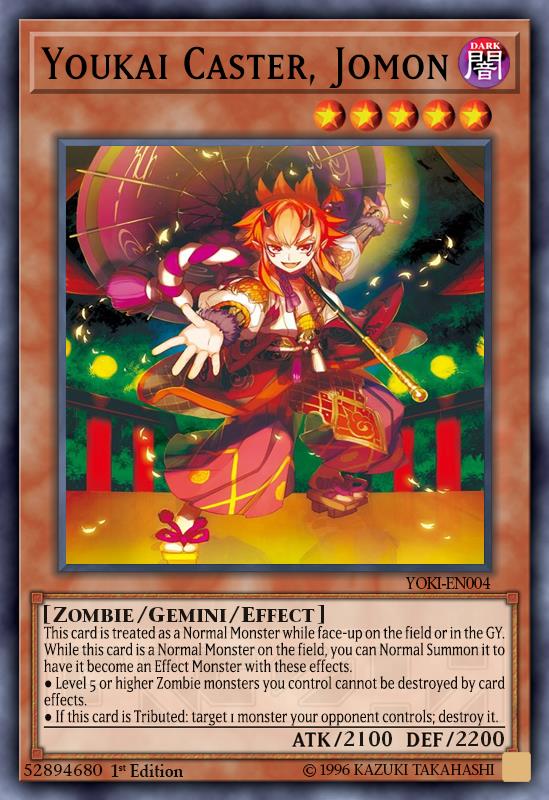 YOUKAI CASTER, JOMON
DARK
闇
YOKI-EN004
[ZOMBIE/GEMINI/EFFECT]
This card is treated as a Normal Monster while face-up on the field or in the GY.
While this card is a Normal Monster on the field, you can Normal Summon it to
have it become an Effect Monster with these effects.
● Level 5 or higher Zombie monsters you control cannot be destroyed by card
effects.
● If this card is Tributed: target 1 monster your opponent controls; destroy it.
ATK/2100 DEF/2200
52894680 1st Edition © 1996 KAZUKI TAKAHASHI